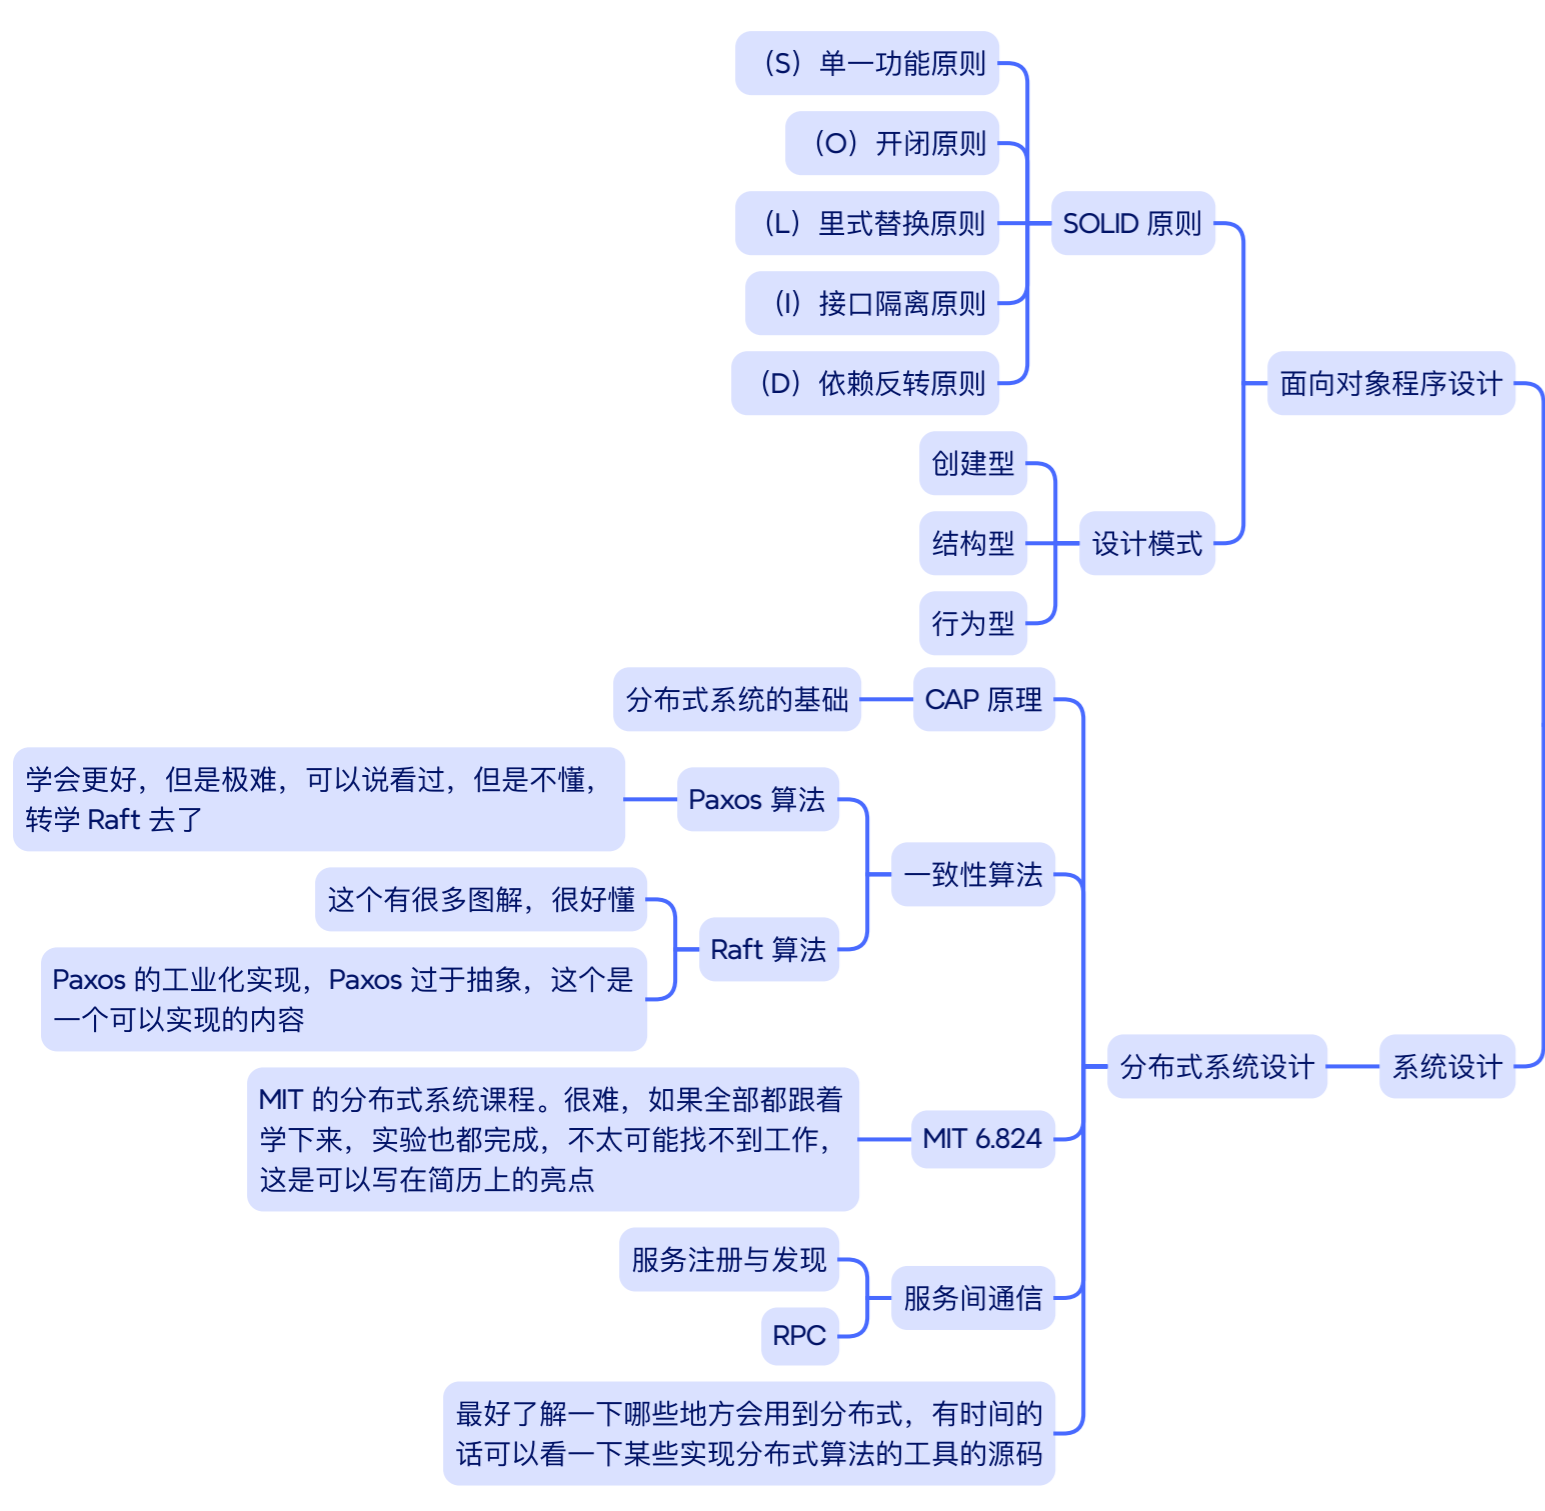 （S）单一功能原则
（O）开闭原则
（L）里式替换原则
SOLID 原则
（I）接口隔离原则
（D）依赖反转原则
面向对象程序设计
创建型
结构型
设计模式
行为型
分布式系统的基础
CAP 原理
学会更好，但是极难，可以说看过，但是不懂，
转学 Raft 去了
Paxos 算法
一致性算法
这个有很多图解，很好懂
Raft 算法
Paxos 的工业化实现，Paxos 过于抽象，这个是
一个可以实现的内容
分布式系统设计
系统设计
MIT 的分布式系统课程。很难，如果全部都跟着
学下来，实验也都完成，不太可能找不到工作，
这是可以写在简历上的亮点
MIT 6.824
服务注册与发现
服务间通信
RPC
最好了解一下哪些地方会用到分布式，有时间的
话可以看一下某些实现分布式算法的工具的源码